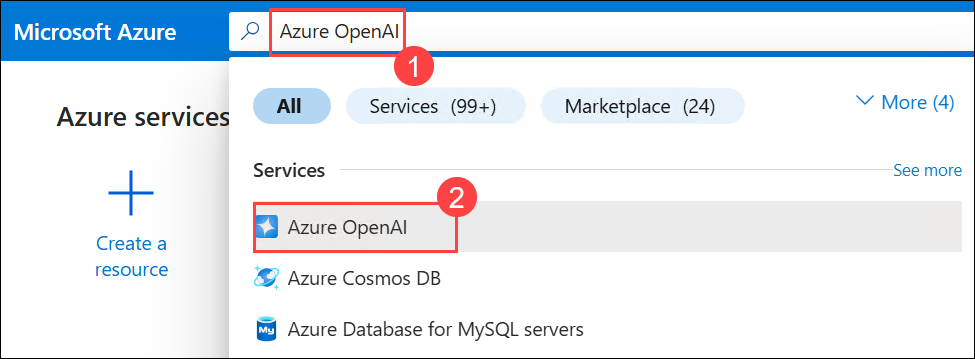 Microsoft Azure
Azure OpenAI
1
All
Services (99+)
Marketplace (24)
More (4)
Azure services
Services
See more
2
Azure OpenAI
Create a
resource
Azure Cosmos DB
My
Azure Database for MySQL servers